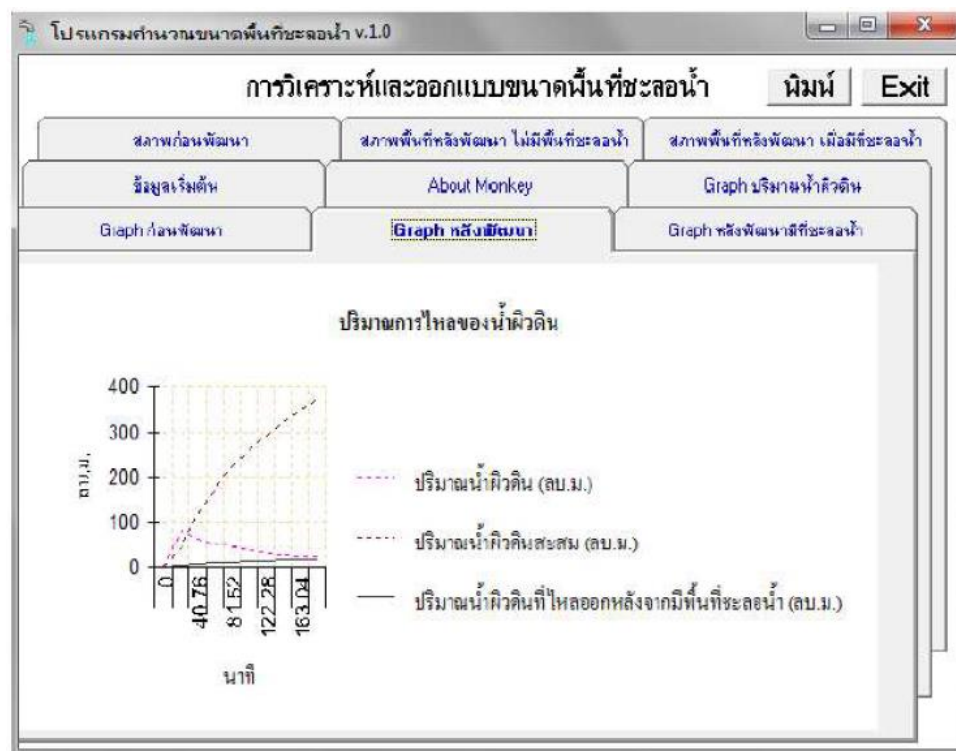 โปรแกรมคำนวณขนาดพื้นที่ชะลอน้ำ v.1.0
การวิเคราะห์และออกแบบขนาดพื้นที่ชะลอน้ำ พิมพ์ Exit
สภาพก่อนพัฒนา สภาพพื้นที่หลังพัฒนา ไม่มีพื้นที่ชะลอน้ำ สภาพพื้นที่หลังพัฒนา เมื่อมีที่ชะลอน้ำ
ข้อมูลเริ่มต้น About Monkey Graph ปริมาณน้ำผิวดิน
Graph ก่อนพัฒนา Graph หลังพัฒนา Graph หลังพัฒนามีที่ชะลอน้ำ
ปริมาณการไหลของน้ำผิวดิน
400
300
200
100
0
ลบ.ม.
0 40.76 81.52 122.28 163.04
นาที
ปริมาณน้ำผิวดิน (ลบ.ม.)
ปริมาณน้ำผิวดินสะสม (ลบ.ม.)
ปริมาณน้ำผิวดินที่ไหลออกหลังจากมีพื้นที่ชะลอน้ำ (ลบ.ม.)